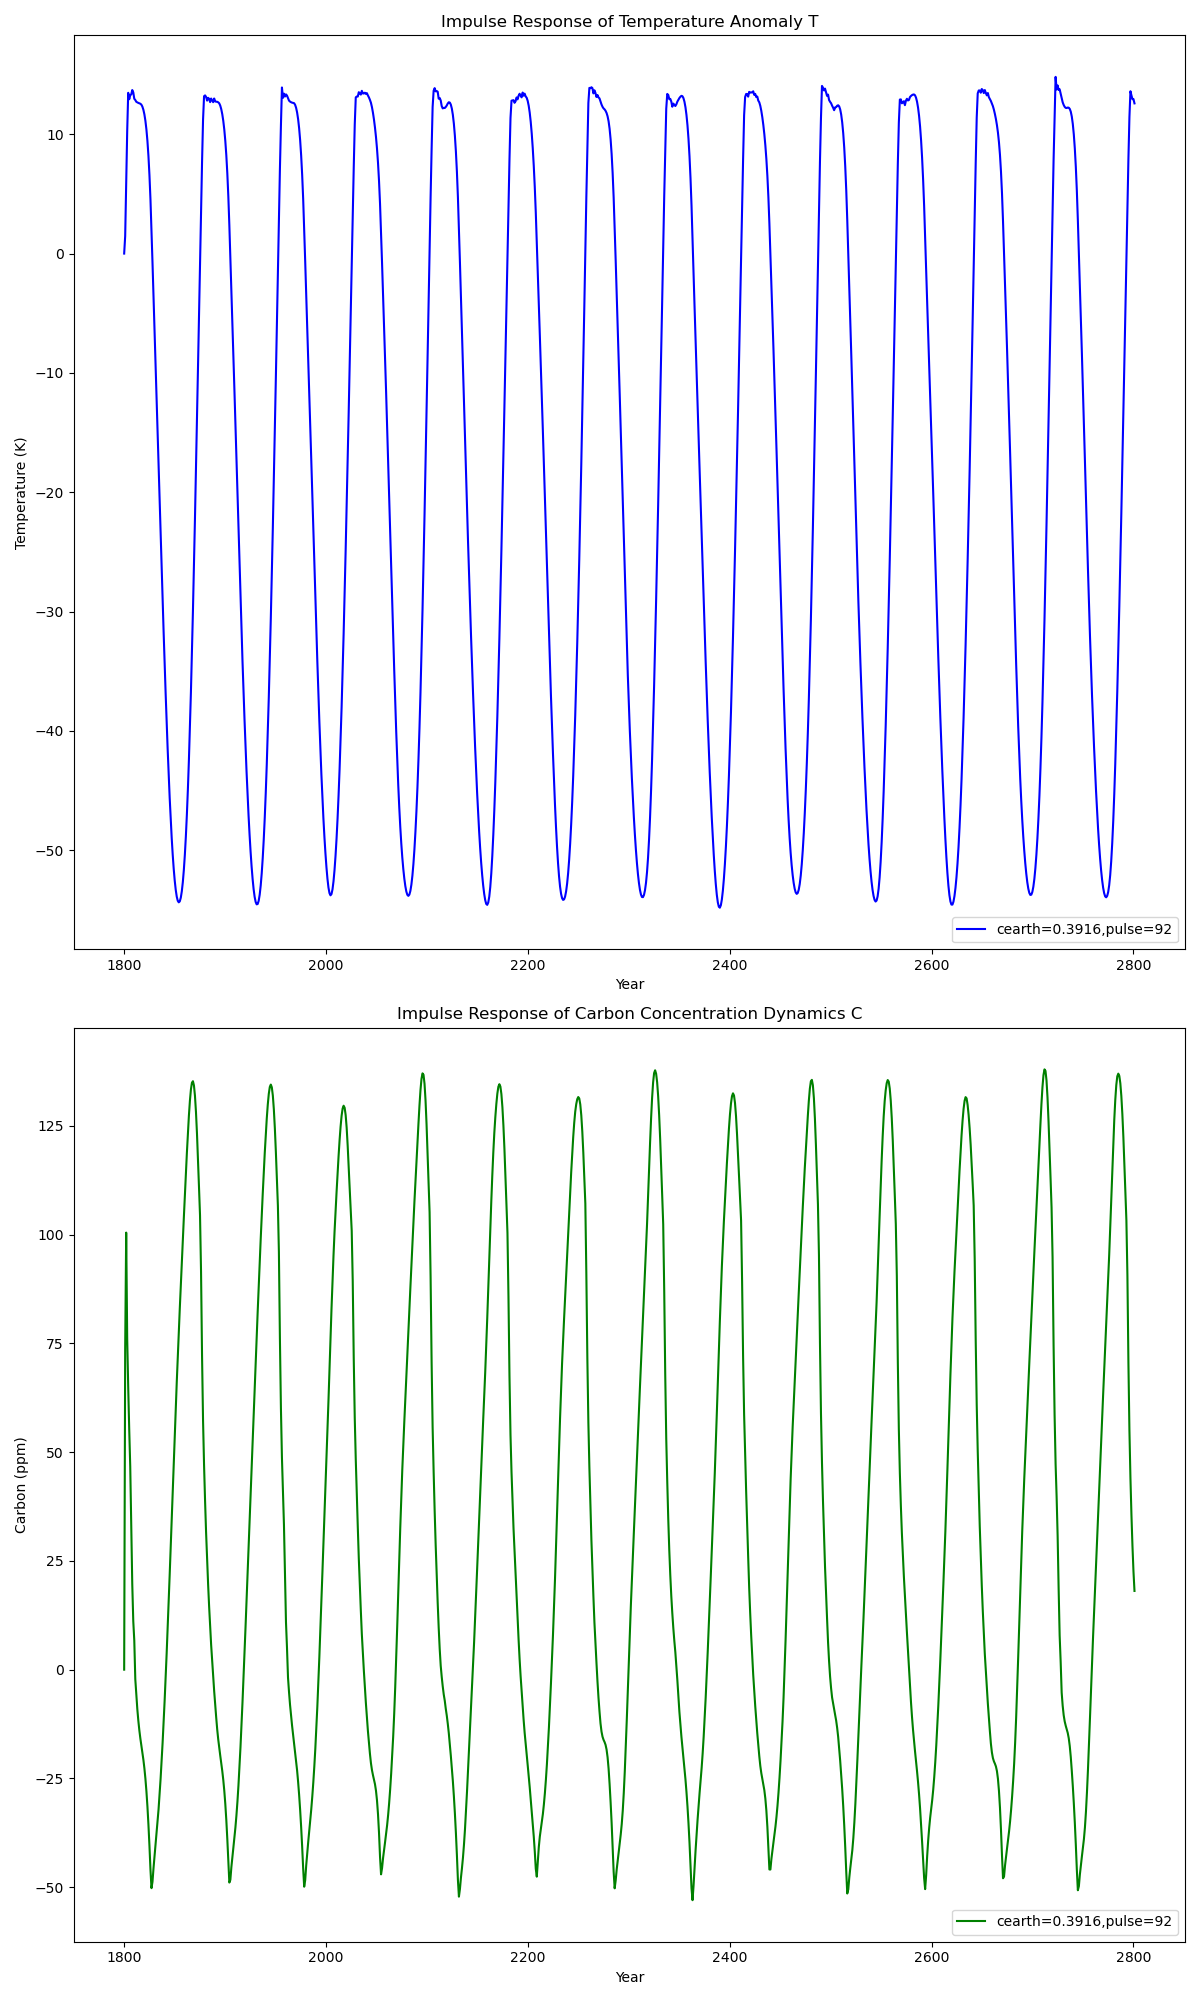 Impulse Response of Temperature Anomaly T
10
0
−10
−20
−30
−40
−50
Temperature (K)
cearth=0.3916,pulse=92
1800 2000 2200 2400 2600 2800
Year
Impulse Response of Carbon Concentration Dynamics C
125
100
75
50
25
0
−25
−50
Carbon (ppm)
cearth=0.3916,pulse=92
1800 2000 2200 2400 2600 2800
Year